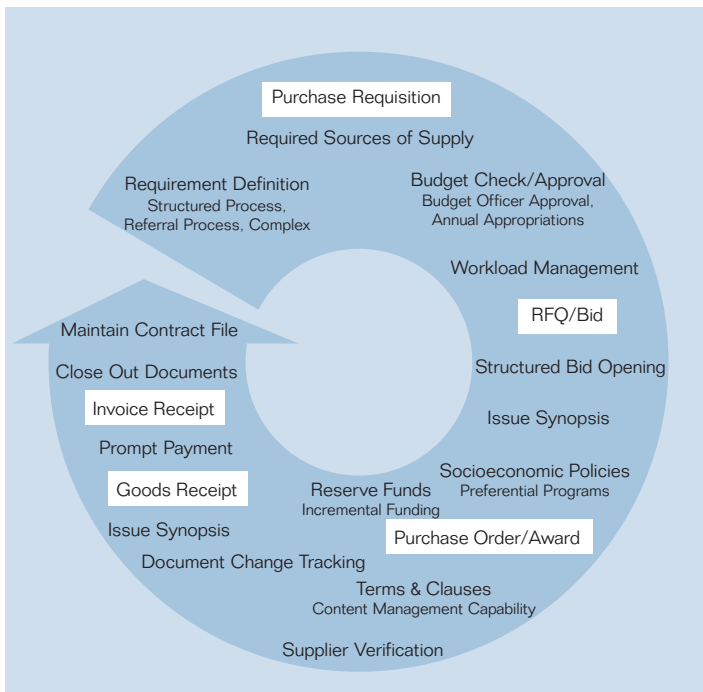 Purchase Requisition
Required Sources of Supply
Requirement Definition
Structured Process,
Referral Process, Complex
Budget Check/Approval
Budget Officer Approval,
Annual Appropriations
Workload Management
RFQ/Bid
Structured Bid Opening
Issue Synopsis
Socioeconomic Policies
Preferential Programs
Reserve Funds
Incremental Funding
Purchase Order/Award
Terms & Clauses
Content Management Capability
Supplier Verification
Document Change Tracking
Issue Synopsis
Goods Receipt
Prompt Payment
Invoice Receipt
Close Out Documents
Maintain Contract File